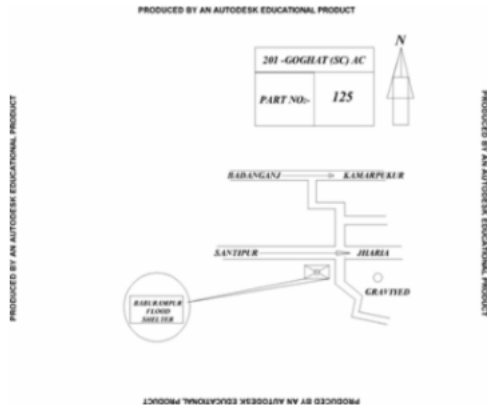 PRODUCED BY AN AUTODESK EDUCATIONAL PRODUCT
N
201 -GOGHAT (SC) AC
PART NO:- 125
BADANGANJ KAMARPUKUR
SANTIPUR JHARIA
GRAVIYED
BABURAMPUR
FLOOD
SHELTER
PRODUCED BY AN AUTODESK EDUCATIONAL PRODUCT
PRODUCED BY AN AUTODESK EDUCATIONAL PRODUCT
PRODUCED BY AN AUTODESK EDUCATIONAL PRODUCT